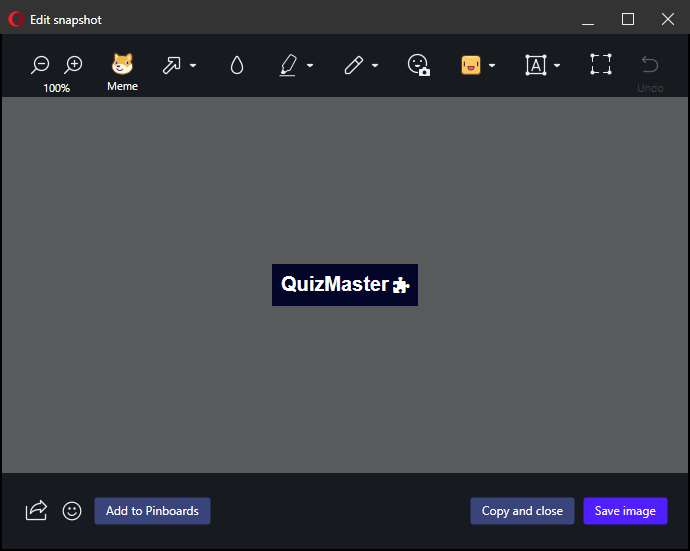 Edit snapshot
100%
Meme
A
Undo
QuizMaster
Add to Pinboards
Copy and close
Save image